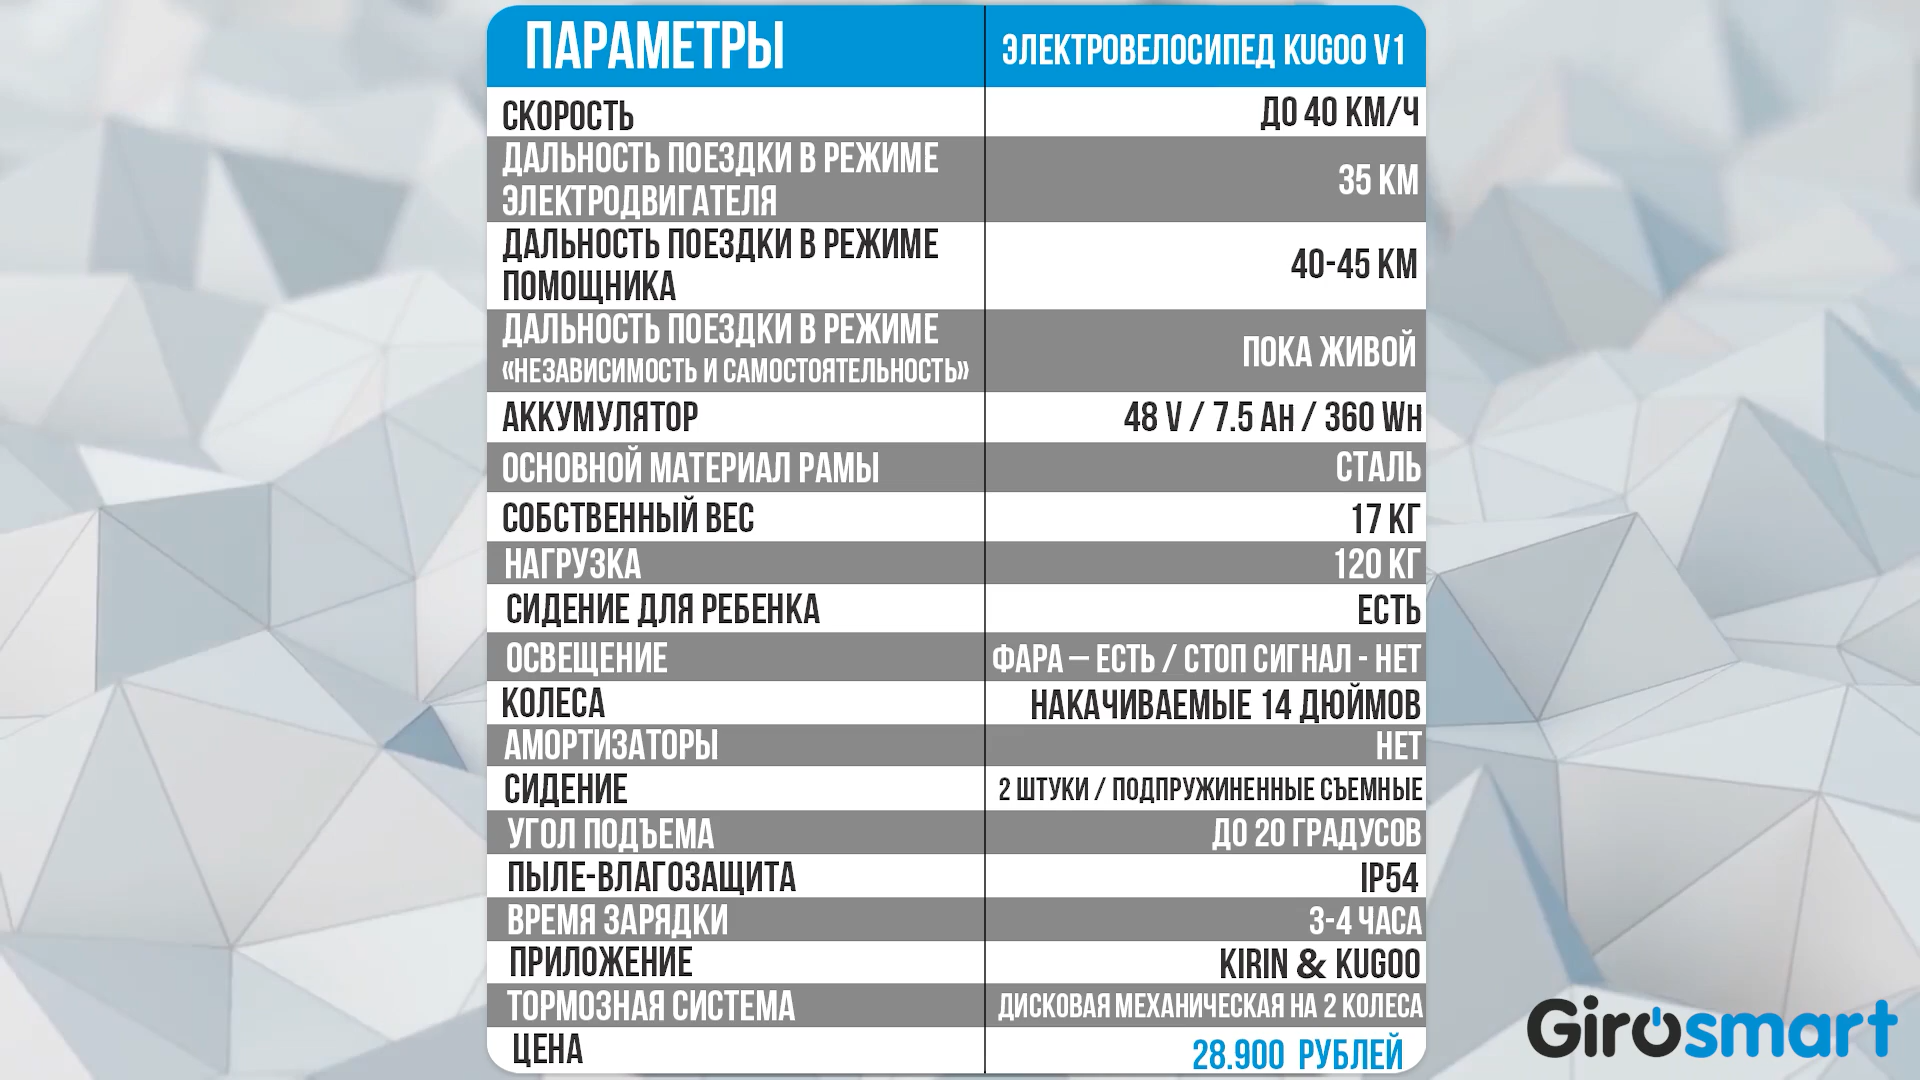 ПАРАМЕТРЫ
ЭЛЕКТРОВЕЛОСИПЕД KUGOO V1
СКОРОСТЬ
ДО 40 КМ/Ч
ДАЛЬНОСТЬ ПОЕЗДКИ В РЕЖИМЕ
ЭЛЕКТРОДВИГАТЕЛЯ
35 КМ
ДАЛЬНОСТЬ ПОЕЗДКИ В РЕЖИМЕ
ПОМОЩНИКА
40-45 КМ
ДАЛЬНОСТЬ ПОЕЗДКИ В РЕЖИМЕ
«НЕЗАВИСИМОСТЬ И САМОСТОЯТЕЛЬНОСТЬ»
ПОКА ЖИВОЙ
АККУМУЛЯТОР
48 V / 7.5 Ah / 360 Wh
ОСНОВНОЙ МАТЕРИАЛ РАМЫ
СТАЛЬ
СОБСТВЕННЫЙ ВЕС
17 КГ
НАГРУЗКА
120 КГ
СИДЕНИЕ ДЛЯ РЕБЕНКА
ЕСТЬ
ОСВЕЩЕНИЕ
ФАРА – ЕСТЬ / СТОП СИГНАЛ - НЕТ
КОЛЕСА
НАКАЧИВАЕМЫЕ 14 ДЮЙМОВ
АМОРТИЗАТОРЫ
НЕТ
СИДЕНИЕ
2 ШТУКИ / ПОДПРУЖИНЕННЫЕ СЪЕМНЫЕ
УГОЛ ПОДЪЕМА
ДО 20 ГРАДУСОВ
ПЫЛЕ-ВЛАГОЗАЩИТА
IP54
ВРЕМЯ ЗАРЯДКИ
3-4 ЧАСА
ПРИЛОЖЕНИЕ
KIRIN & KUGOO
ТОРМОЗНАЯ СИСТЕМА
ДИСКОВАЯ МЕХАНИЧЕСКАЯ НА 2 КОЛЕСА
ЦЕНА
28.900 РУБЛЕЙ
Girosmart